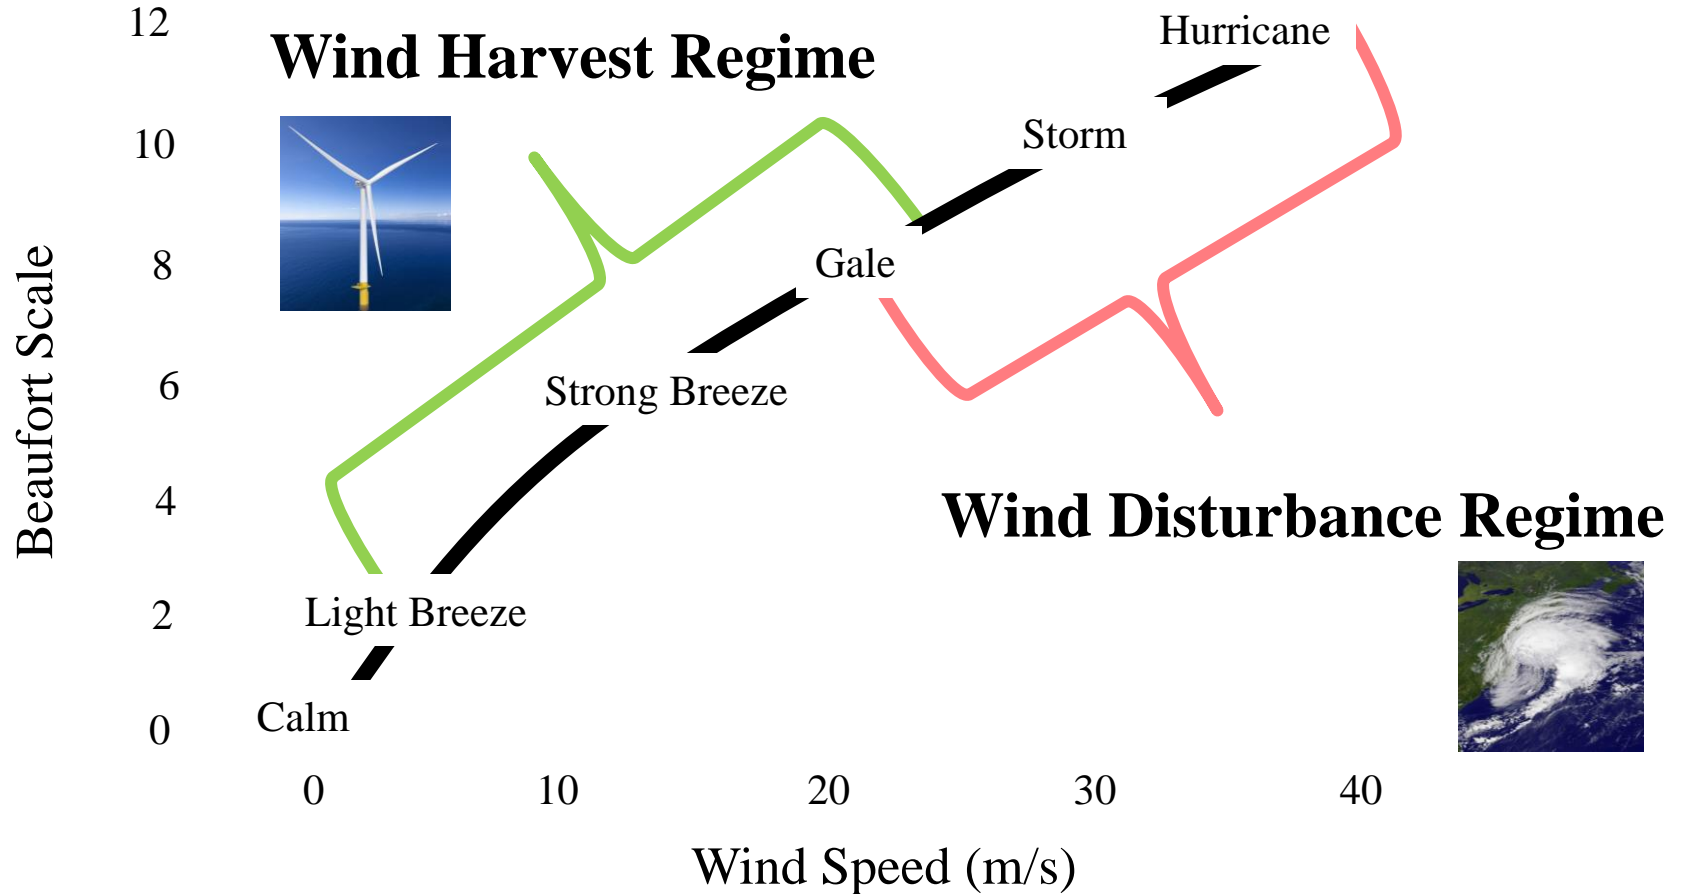 12
Hurricane
Wind Harvest Regime
10
Storm
8
Gale
Beaufort Scale
6
Strong Breeze
4
Wind Disturbance Regime
2
Light Breeze
0
Calm
0 10 20 30 40
Wind Speed (m/s)